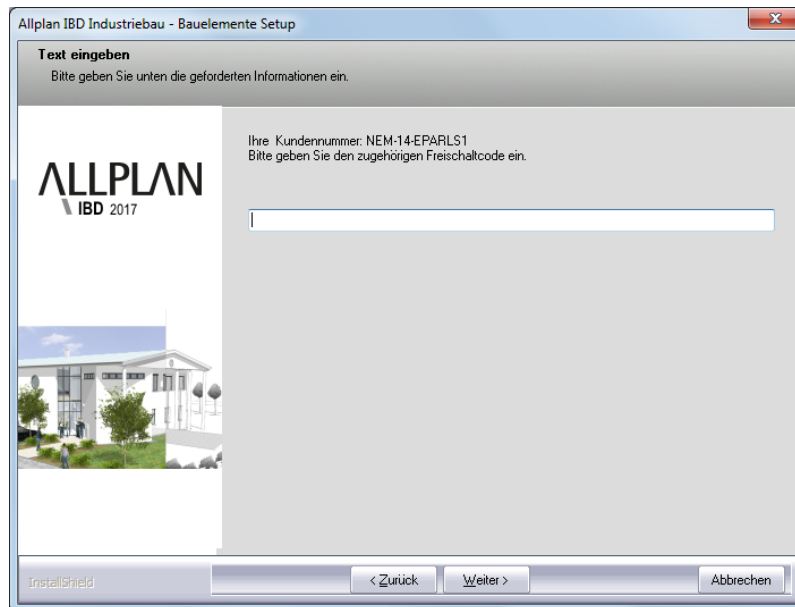 Allplan IBD Industriebau - Bauelemente Setup
Text eingeben
Bitte geben Sie unten die geforderten Informationen ein.
Ihre Kundennummer: NEM-14-EPARLS1
Bitte geben Sie den zugehörigen Freischaltcode ein.
ALLPLAN
IBD 2017
InstallShield
< Zurück
Weiter >
Abbrechen